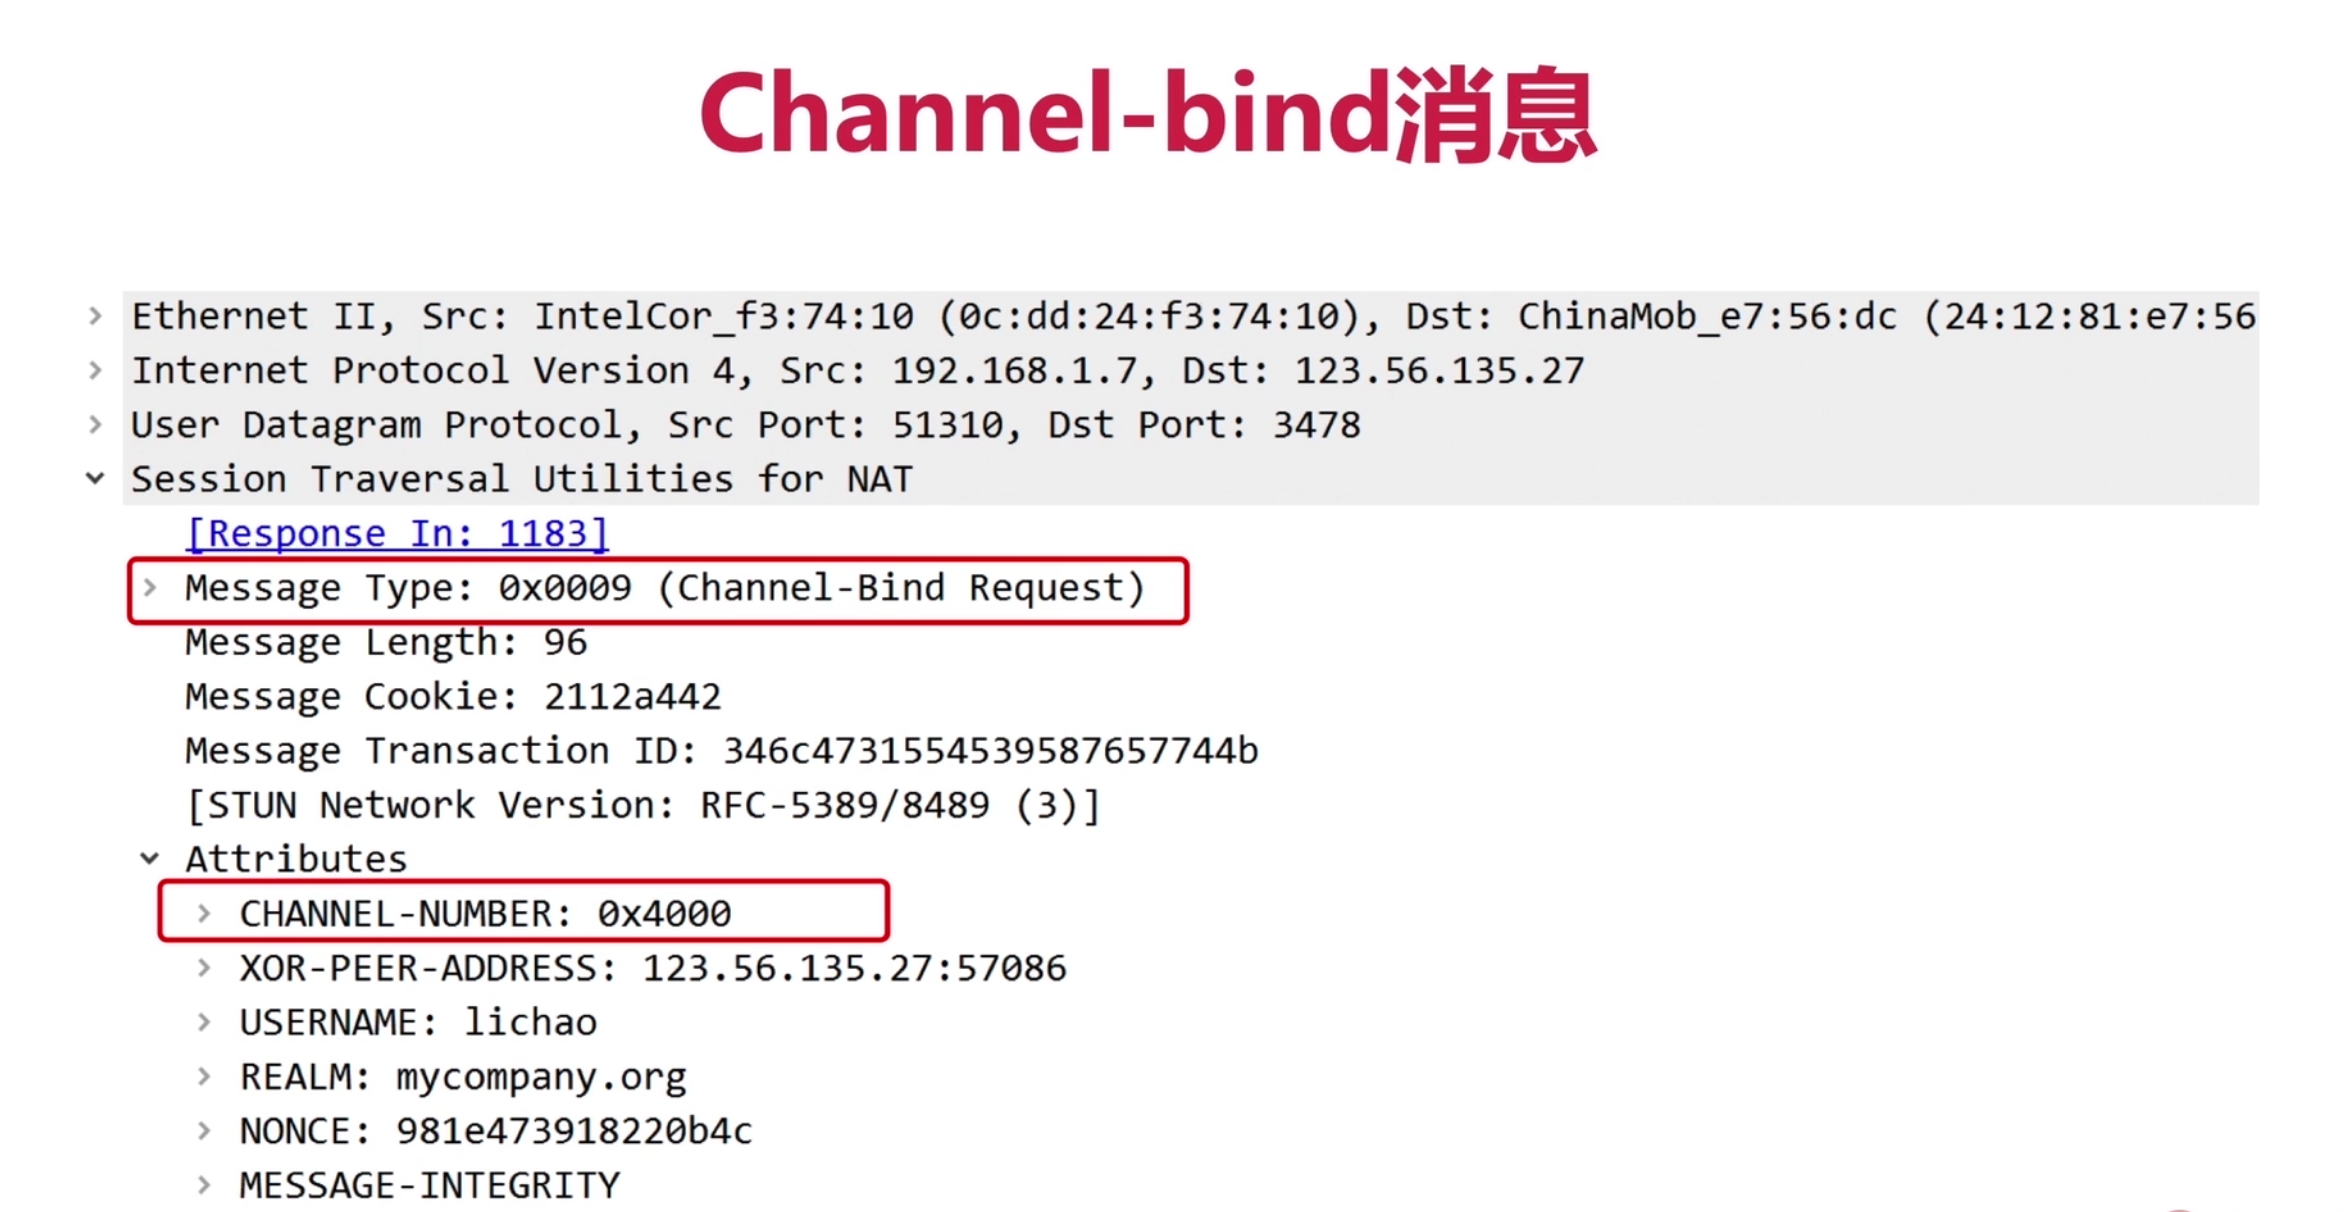 Channel-bind消息
Ethernet II, Src: IntelCor_f3:74:10 (0c:dd:24:f3:74:10), Dst: ChinaMob_e7:56:dc (24:12:81:e7:56
Internet Protocol Version 4, Src: 192.168.1.7, Dst: 123.56.135.27
User Datagram Protocol, Src Port: 51310, Dst Port: 3478
Session Traversal Utilities for NAT
[Response In: 1183]
Message Type: 0x0009 (Channel-Bind Request)
Message Length: 96
Message Cookie: 2112a442
Message Transaction ID: 346c4731554539587657744b
[STUN Network Version: RFC-5389/8489 (3)]
Attributes
CHANNEL-NUMBER: 0x4000
XOR-PEER-ADDRESS: 123.56.135.27:57086
USERNAME: lichao
REALM: mycompany.org
NONCE: 981e473918220b4c
MESSAGE-INTEGRITY